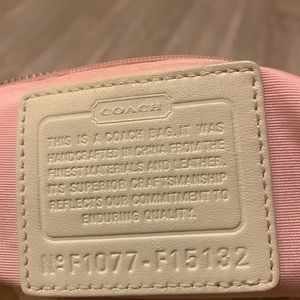 COACH
THIS IS A COACH BAG. IT WAS
HANDCRAFTED IN CHINA FROM THE
FINEST MATERIALS AND LEATHER.
ITS SUPERIOR CRAFTSMANSHIP
REFLECTS OUR COMMITMENT TO
ENDURING QUALITY.
Nº F1077-F15132